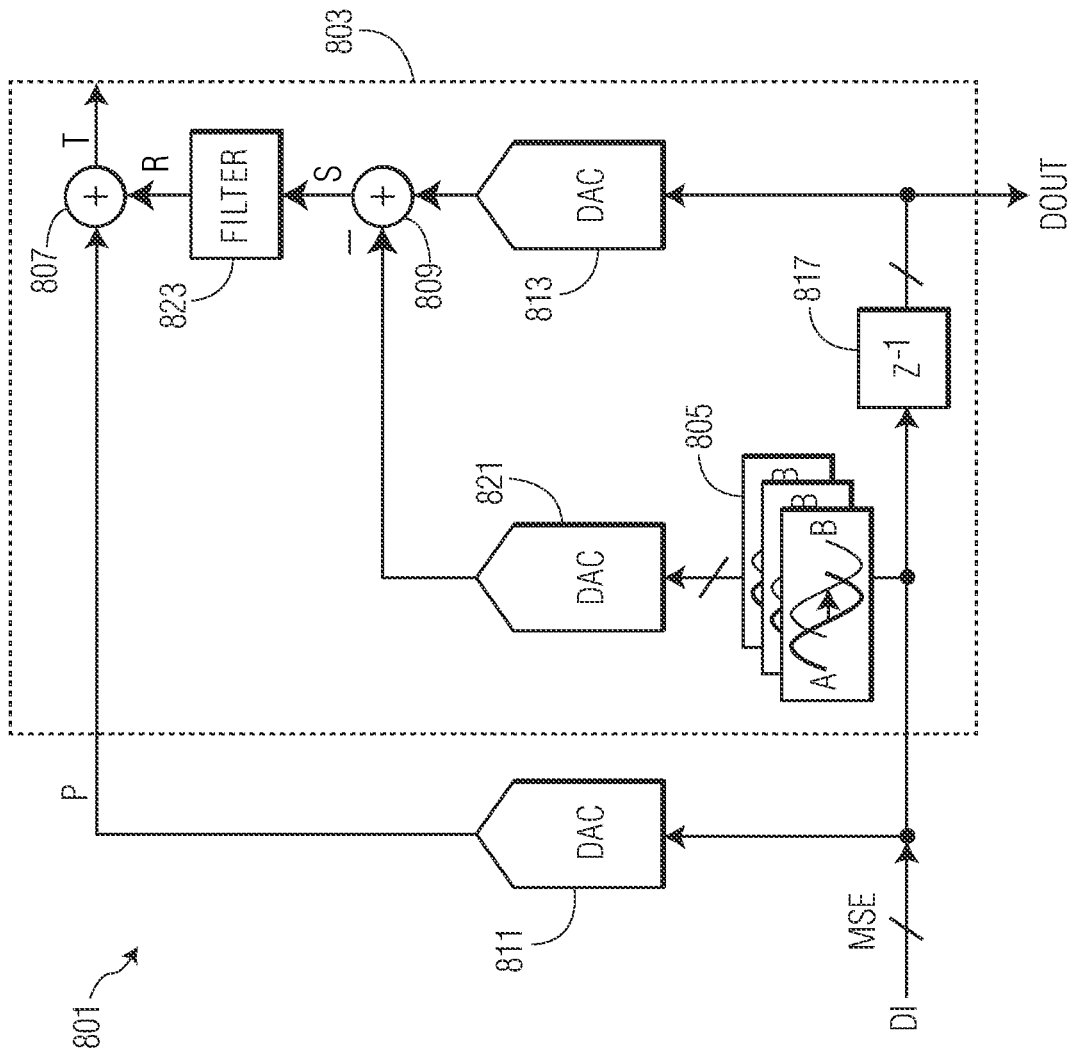 801
803
P
T
807
+
R
FILTER
823
S
−
+
809
DAC
811
DAC
821
DAC
813
805
B
B
A
B
Z-1
817
MSE
DI
DOUT